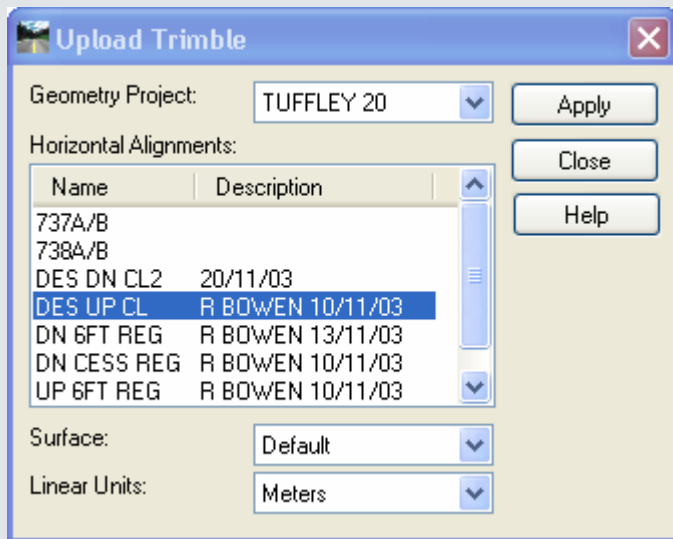 Upload Trimble
Geometry Project: TUFFLEY 20
Apply
Horizontal Alignments:
Close
Help
Name Description
737A/B
738A/B
DES DN CL2 20/11/03
DES UP CL R BOWEN 10/11/03
DN 6FT REG R BOWEN 13/11/03
DN CESS REG R BOWEN 10/11/03
UP 6FT REG R BOWEN 10/11/03
Surface: Default
Linear Units: Meters